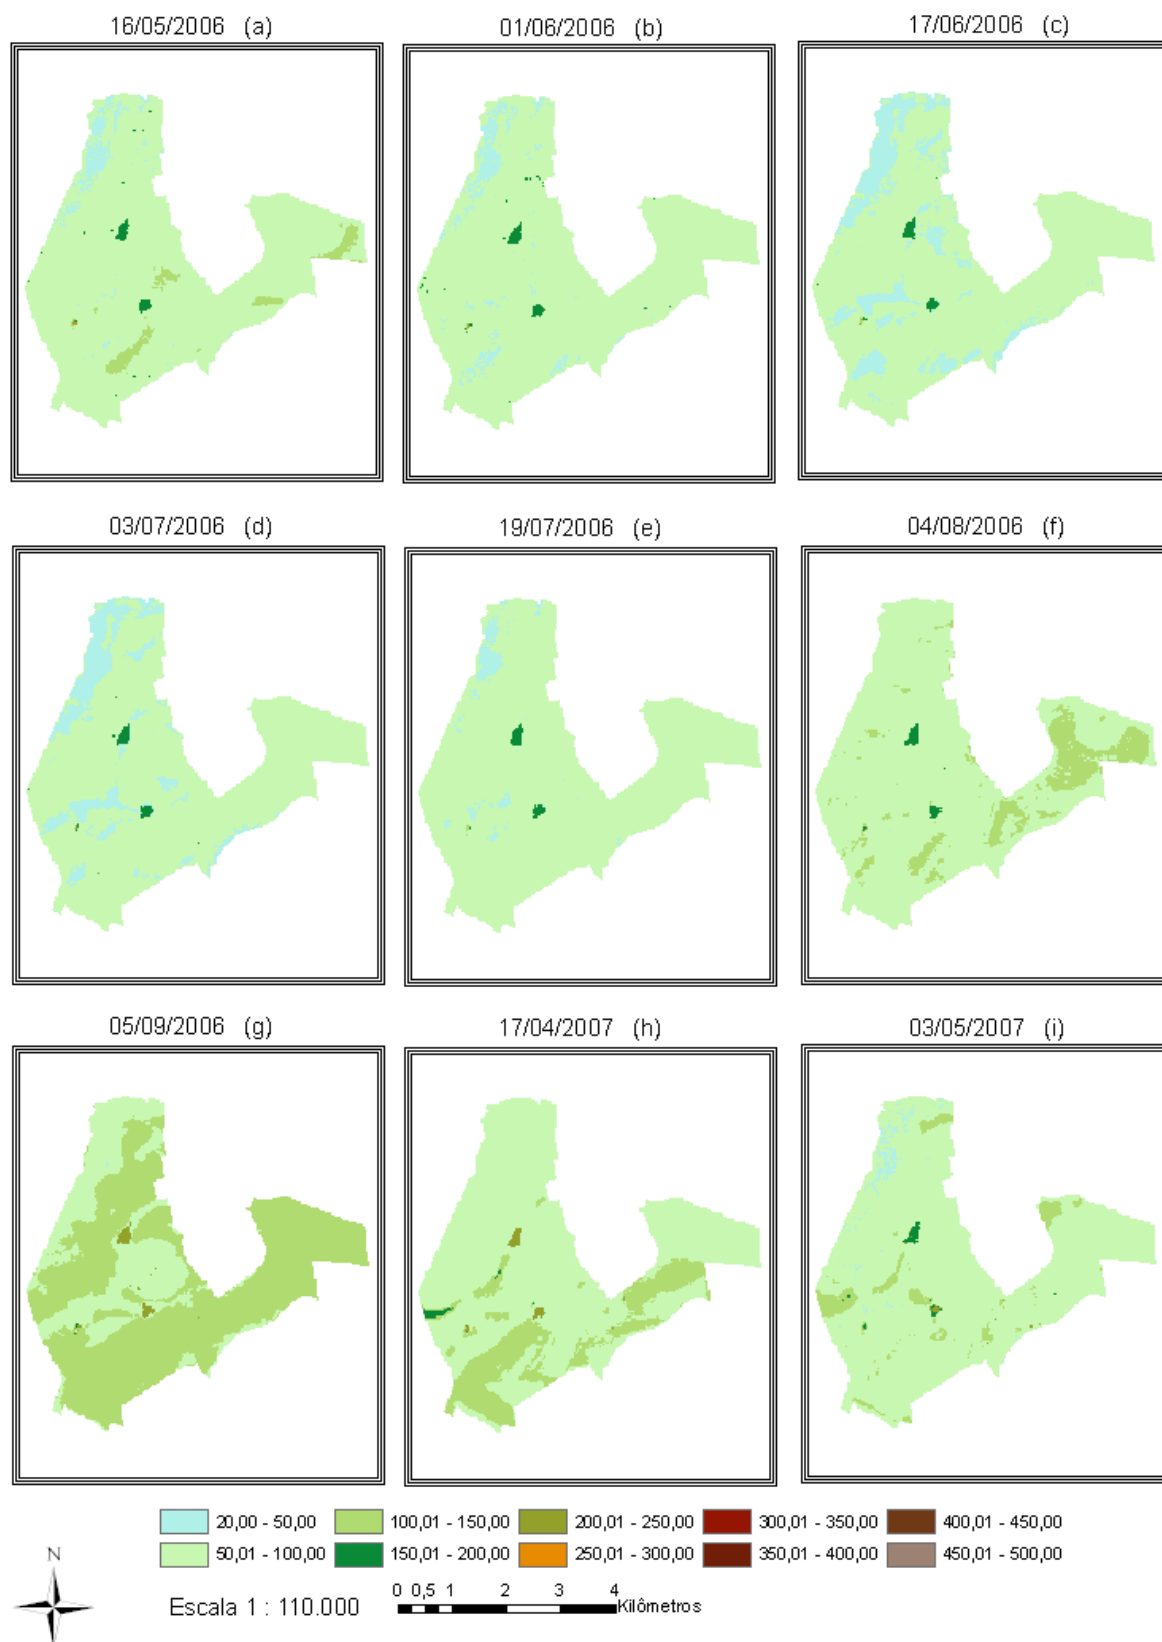 16/05/2006 (a)
01/06/2006 (b)
17/06/2006 (c)
03/07/2006 (d)
19/07/2006 (e)
04/08/2006 (f)
05/09/2006 (g)
17/04/2007 (h)
03/05/2007 (i)
20,00 - 50,00
100,01 - 150,00
200,01 - 250,00
300,01 - 350,00
400,01 - 450,00
50,01 - 100,00
150,01 - 200,00
250,01 - 300,00
350,01 - 400,00
450,01 - 500,00
N
Escala 1 : 110.000
0 0,5 1 2 3 4
Kilômetros